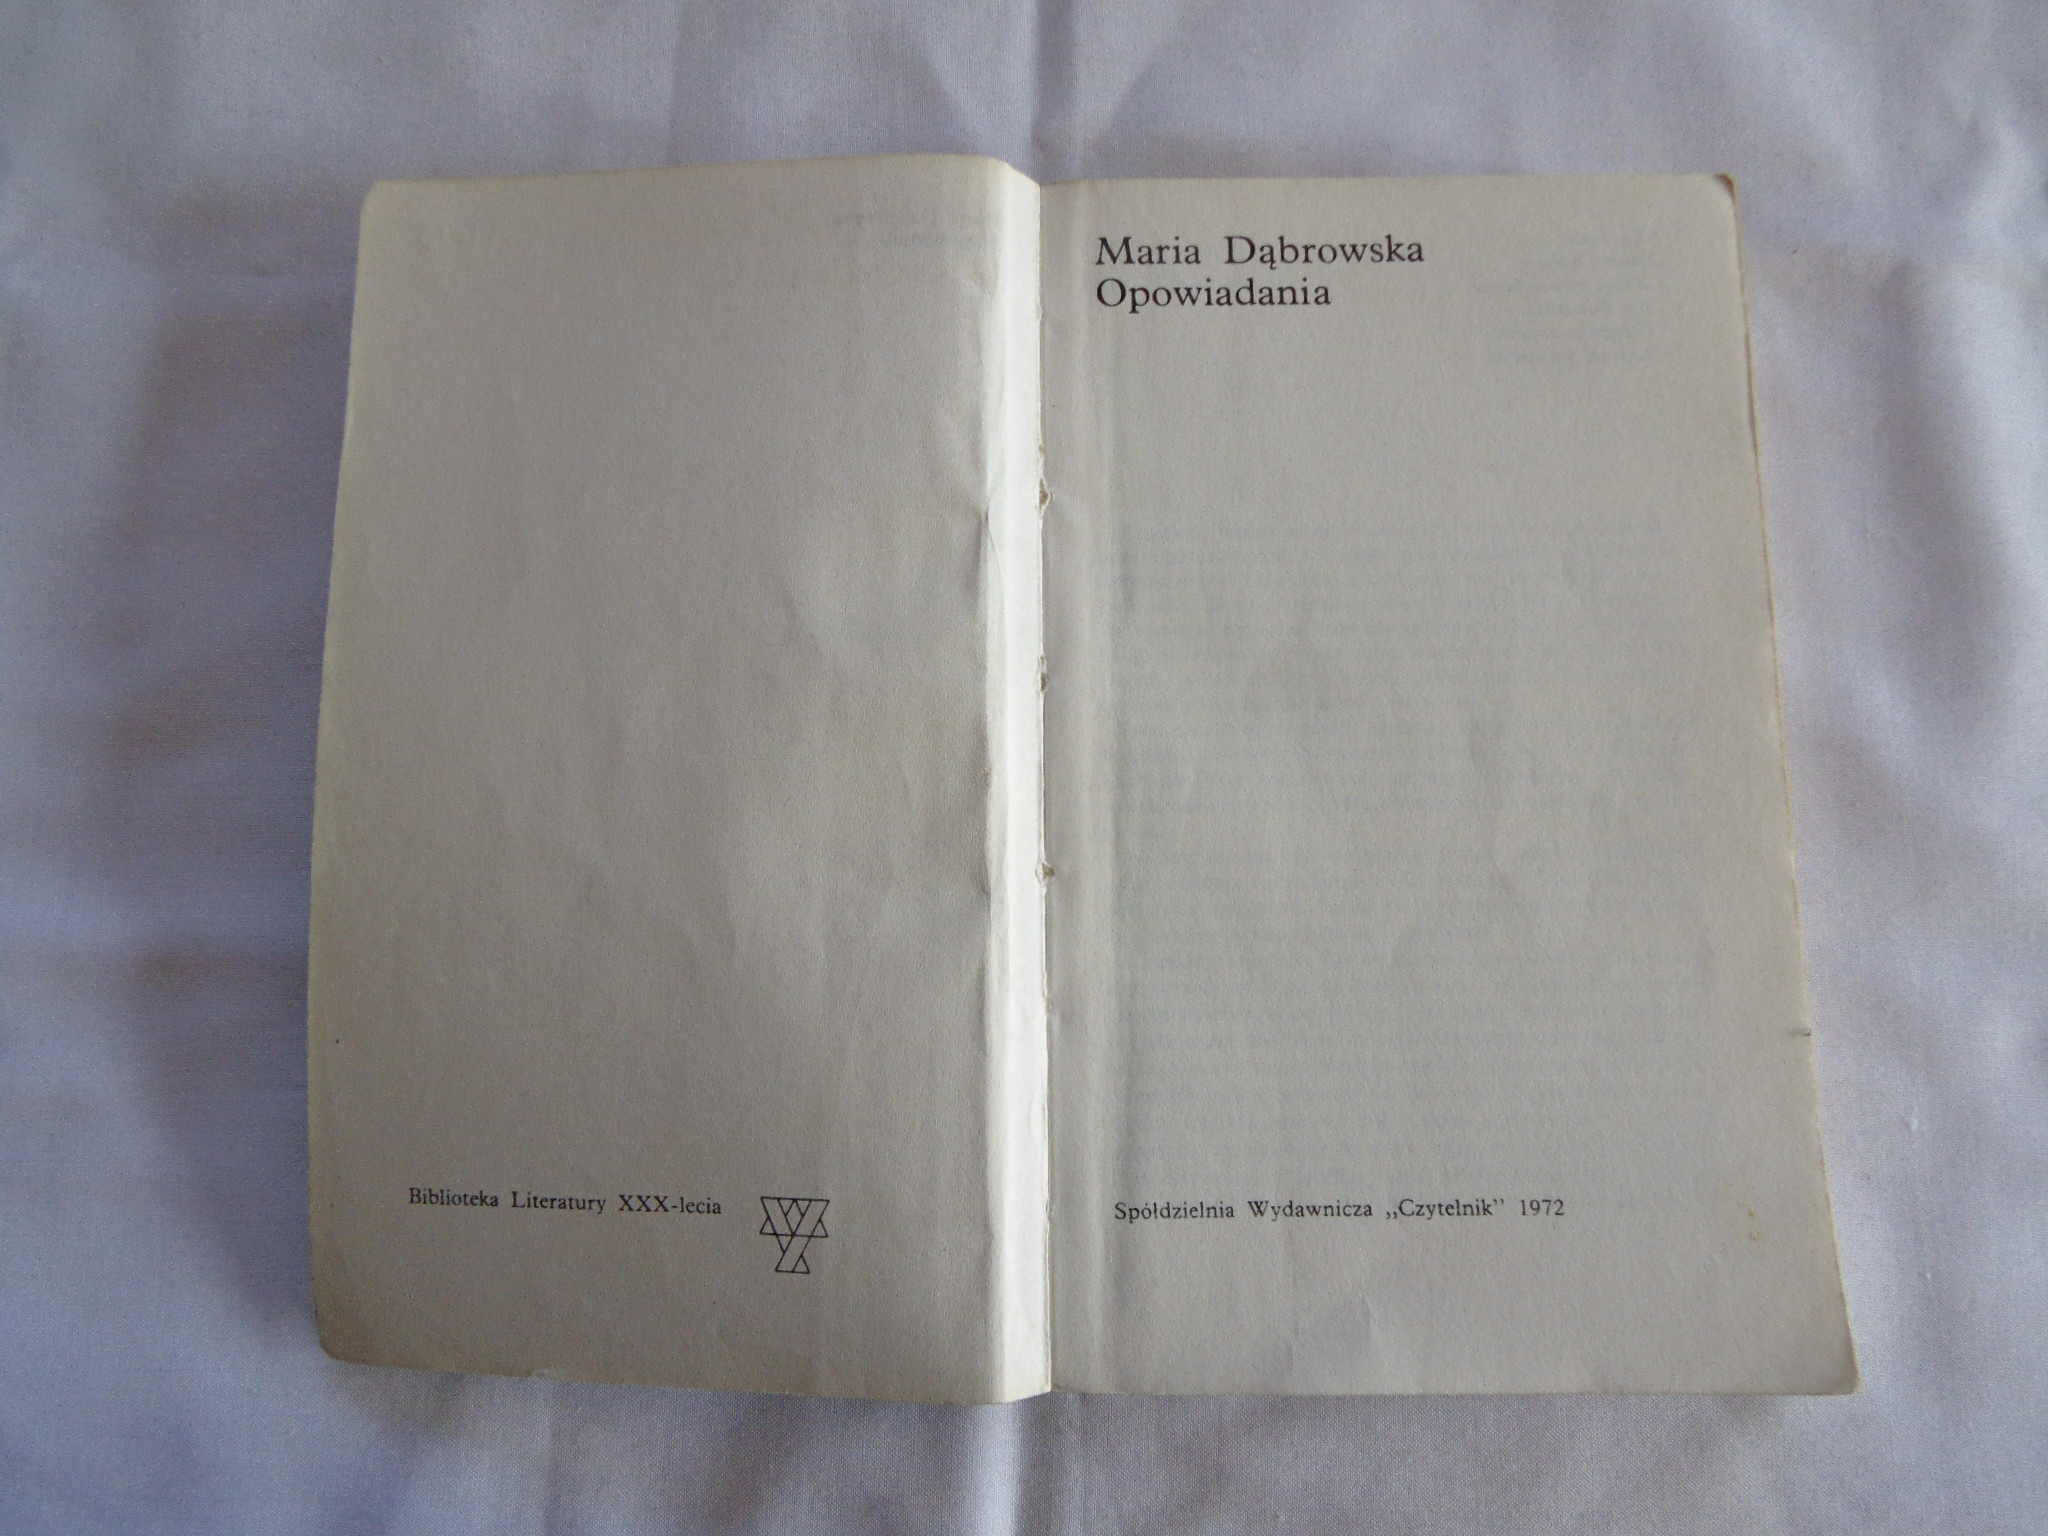 Biblioteka Literatury XXX-lecia
Maria Dąbrowska
Opowiadania
Spółdzielnia Wydawnicza „Czytelnik” 1972